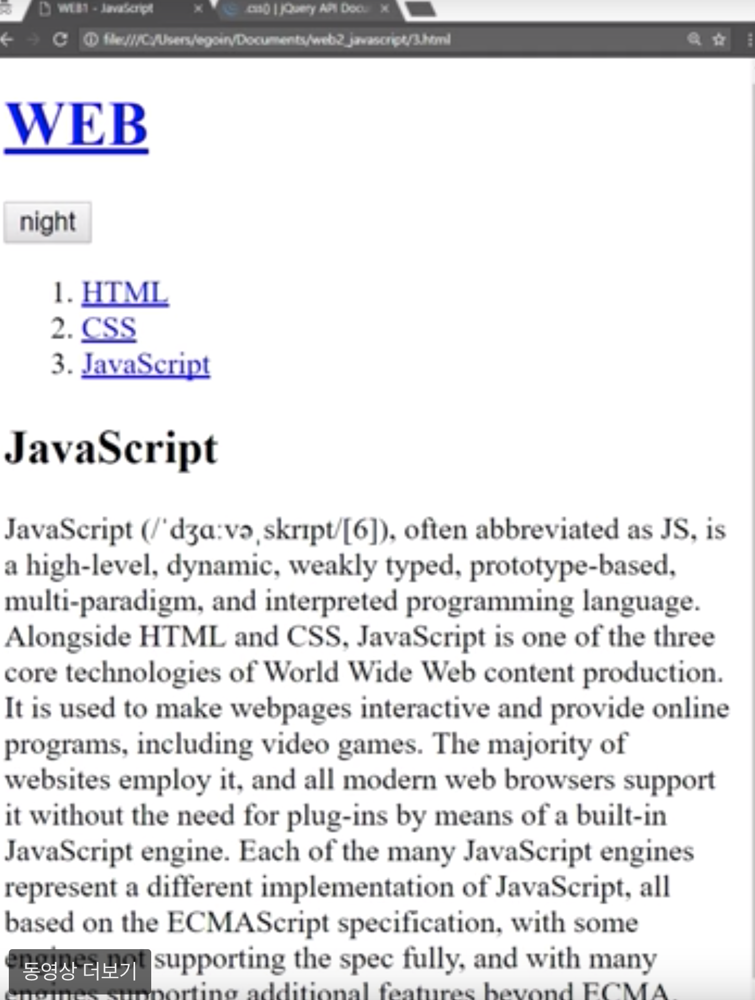 WEB1 - JavaScript
.css() | jQuery API Docu
file:///C:/Users/egoin/Documents/web2_javascript/3.html
WEB
night
1. HTML
2. CSS
3. JavaScript
JavaScript
JavaScript (/ˈdʒɑːvəˌskrɪpt/[6]), often abbreviated as JS, is
a high-level, dynamic, weakly typed, prototype-based,
multi-paradigm, and interpreted programming language.
Alongside HTML and CSS, JavaScript is one of the three
core technologies of World Wide Web content production.
It is used to make webpages interactive and provide online
programs, including video games. The majority of
websites employ it, and all modern web browsers support
it without the need for plug-ins by means of a built-in
JavaScript engine. Each of the many JavaScript engines
represent a different implementation of JavaScript, all
based on the ECMAScript specification, with some
engines not supporting the spec fully, and with many
동영상 더보기
engines supporting additional features beyond ECMA.